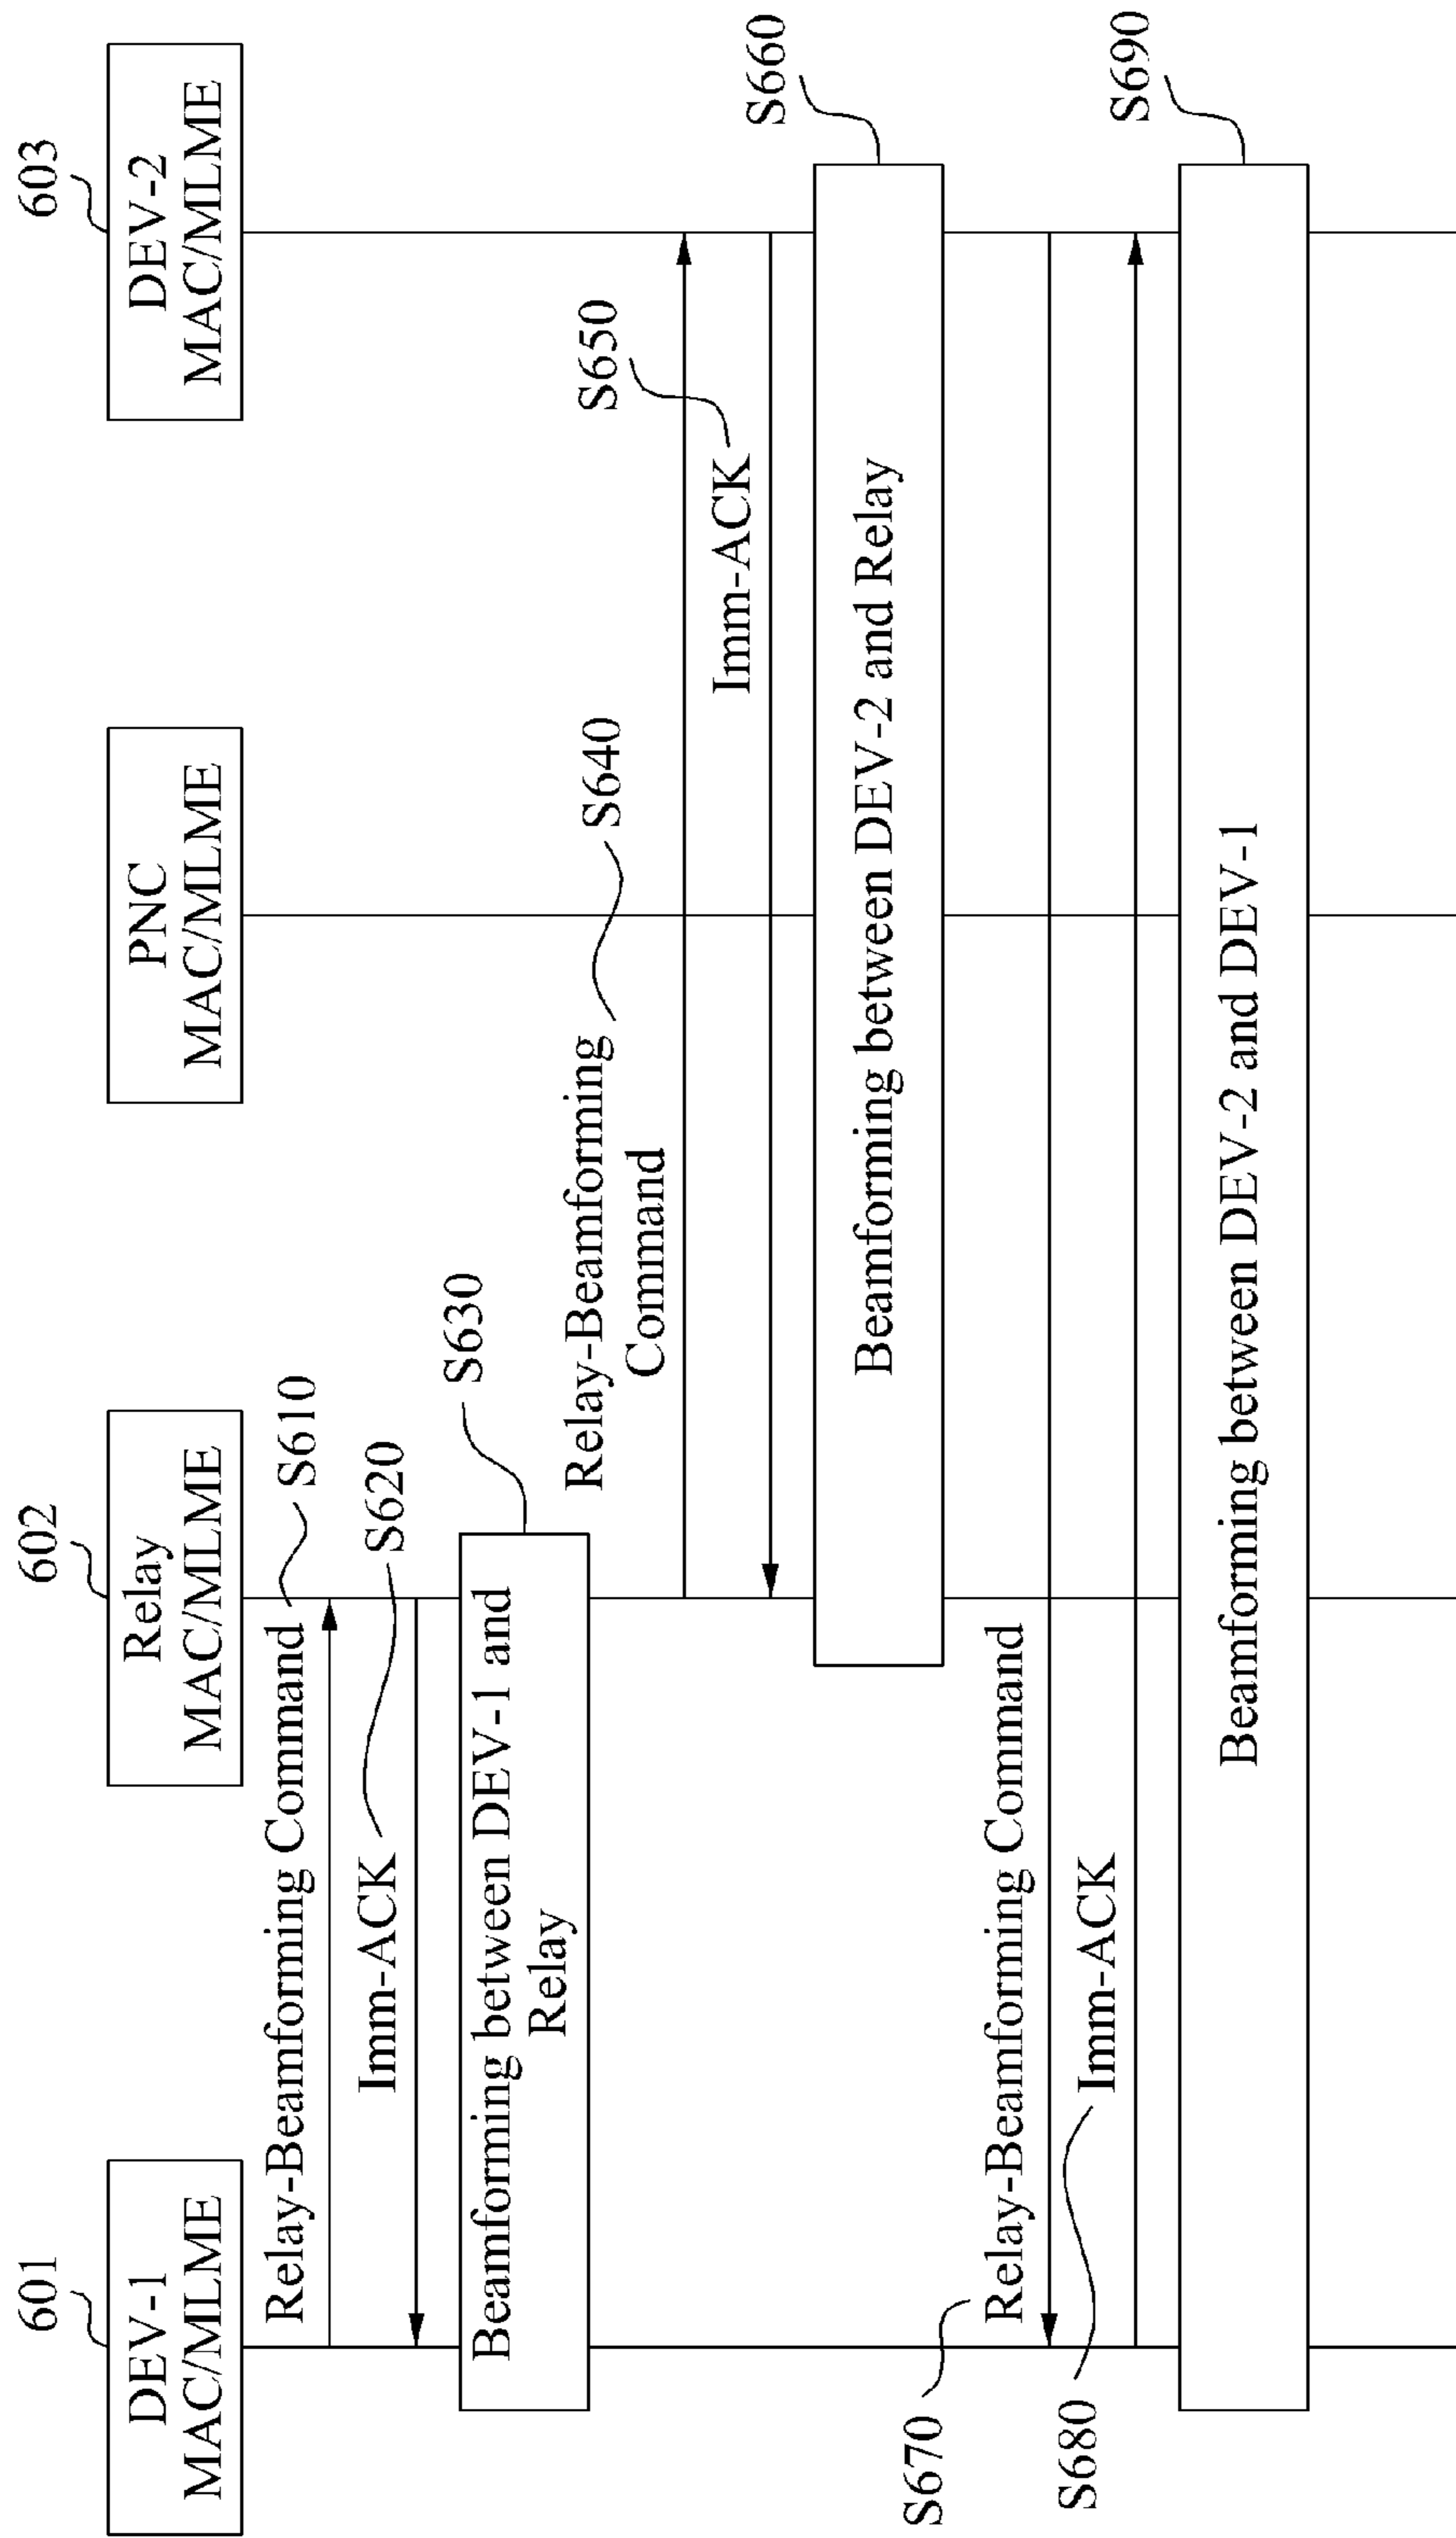 601
602
603
DEV-1
MAC/MLME
Relay
MAC/MLME
PNC
MAC/MLME
DEV-2
MAC/MLME
Relay-Beamforming Command
S610
Imm-ACK
S620
Beamforming between DEV-1 and
Relay
S630
Relay-Beamforming
Command
S640
Imm-ACK
S650
Beamforming between DEV-2 and Relay
S660
S670
Relay-Beamforming Command
S680
Imm-ACK
Beamforming between DEV-2 and DEV-1
S690